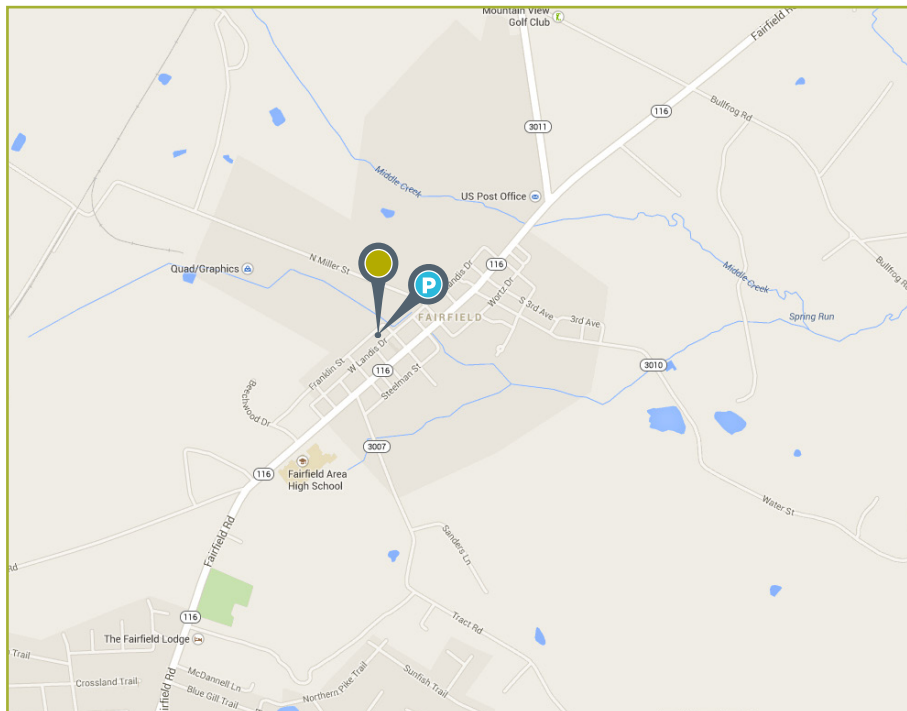 Mountain View
Golf Club
Fairfield R
116
Bullfrog Rd
3011
Middle Creek
US Post Office
N Miller St
Quad/Graphics
Landis Dr
116
Wortz Dr
Middle Creek
Bullfrog Rd
P
S 3rd Ave
3rd Ave
Spring Run
FAIRFIELD
W Landis Dr
Franklin St
116
Steelman St
3010
Beechwood Dr
3007
116
Fairfield Area
High School
Water St
Fairfield Rd
Sanders Ln
Rd
116
Tract Rd
The Fairfield Lodge
Trail
Crossland Trail
McDannell Ln
Blue Gill Trail
Northern Pike Trail
Sunfish Trail
field Rd